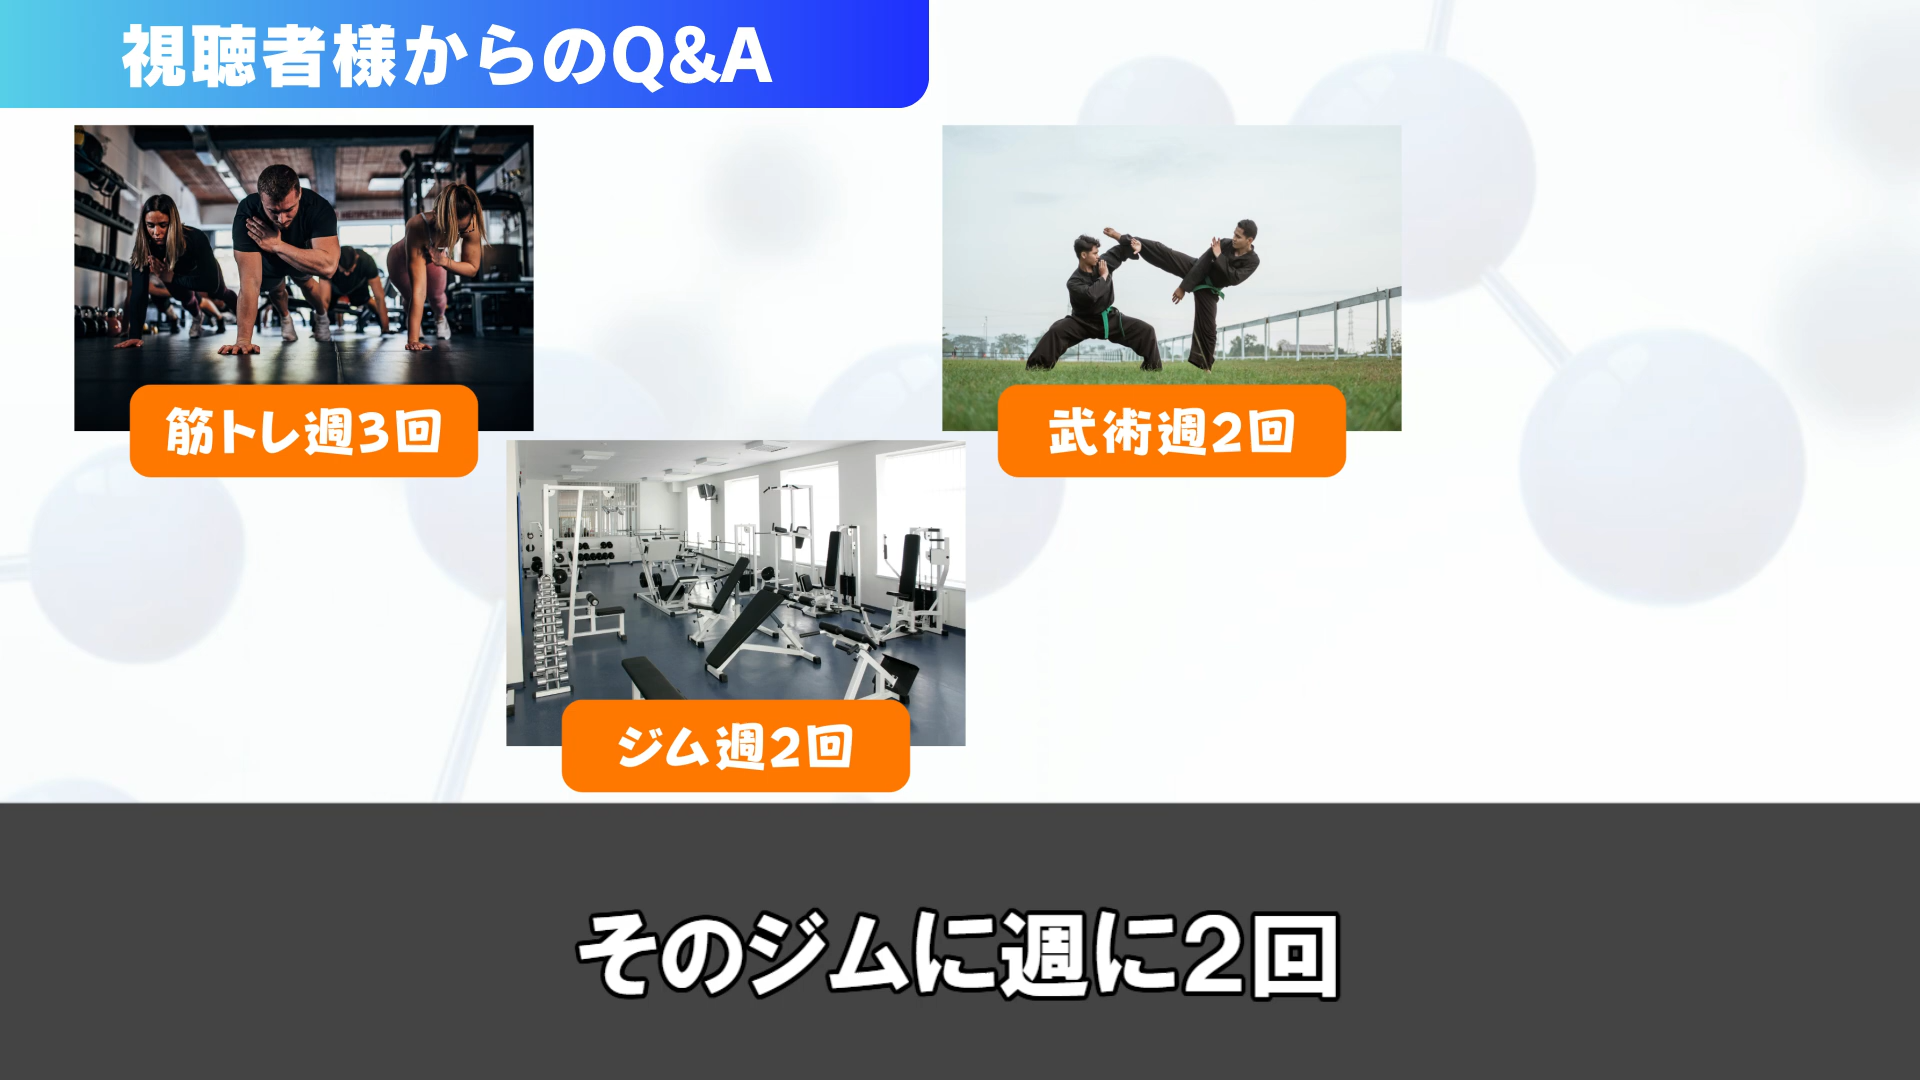 視聴者様からのQ&A
筋トレ週3回
武術週2回
ジム週2回
そのジムに週に2回